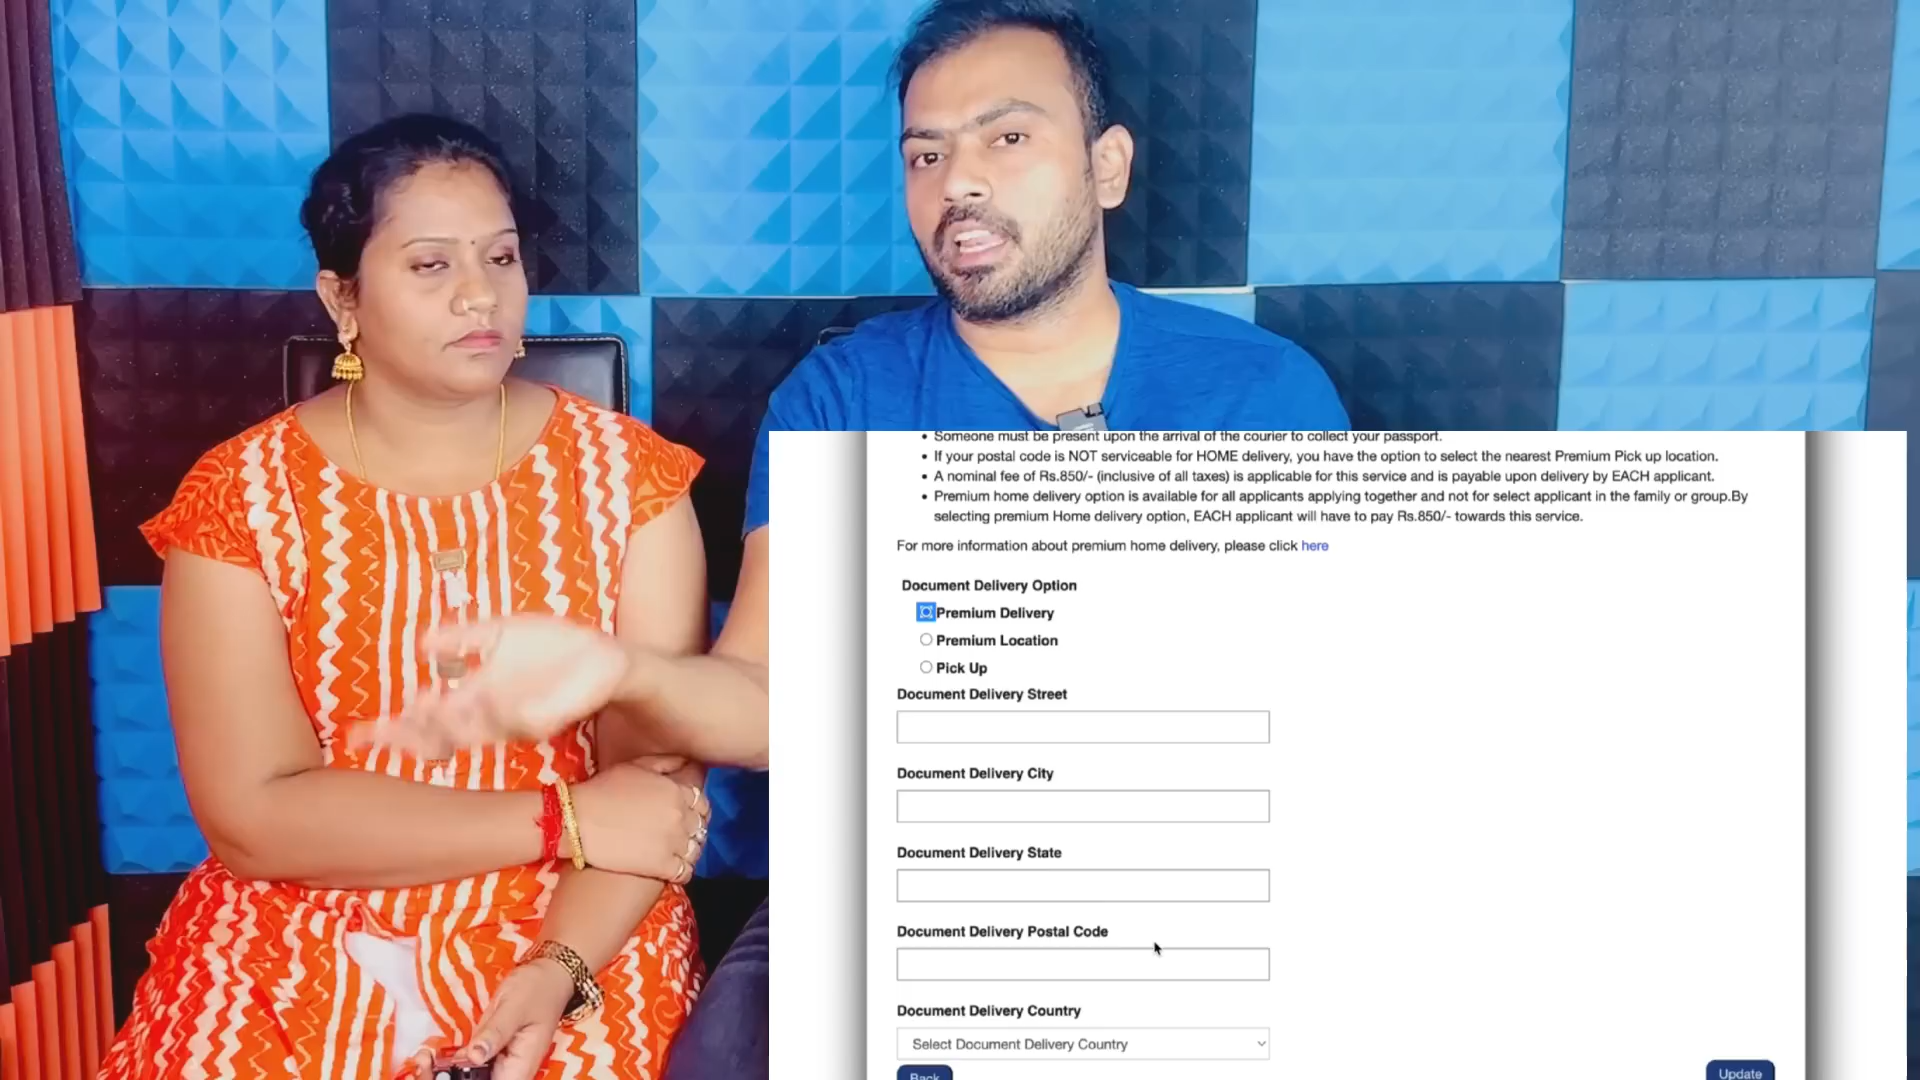 Someone must be present upon the arrival of the courier to collect your passport.
If your postal code is NOT serviceable for HOME delivery, you have the option to select the nearest Premium Pick up location.
A nominal fee of Rs.850/- (inclusive of all taxes) is applicable for this service and is payable upon delivery by EACH applicant.
Premium home delivery option is available for all applicants applying together and not for select applicant in the family or group.By
selecting premium Home delivery option, EACH applicant will have to pay Rs.850/- towards this service.
For more information about premium home delivery, please click here
Document Delivery Option
Premium Delivery
Premium Location
Pick Up
Document Delivery Street
Document Delivery City
Document Delivery State
Document Delivery Postal Code
Document Delivery Country
Select Document Delivery Country
Back
Update